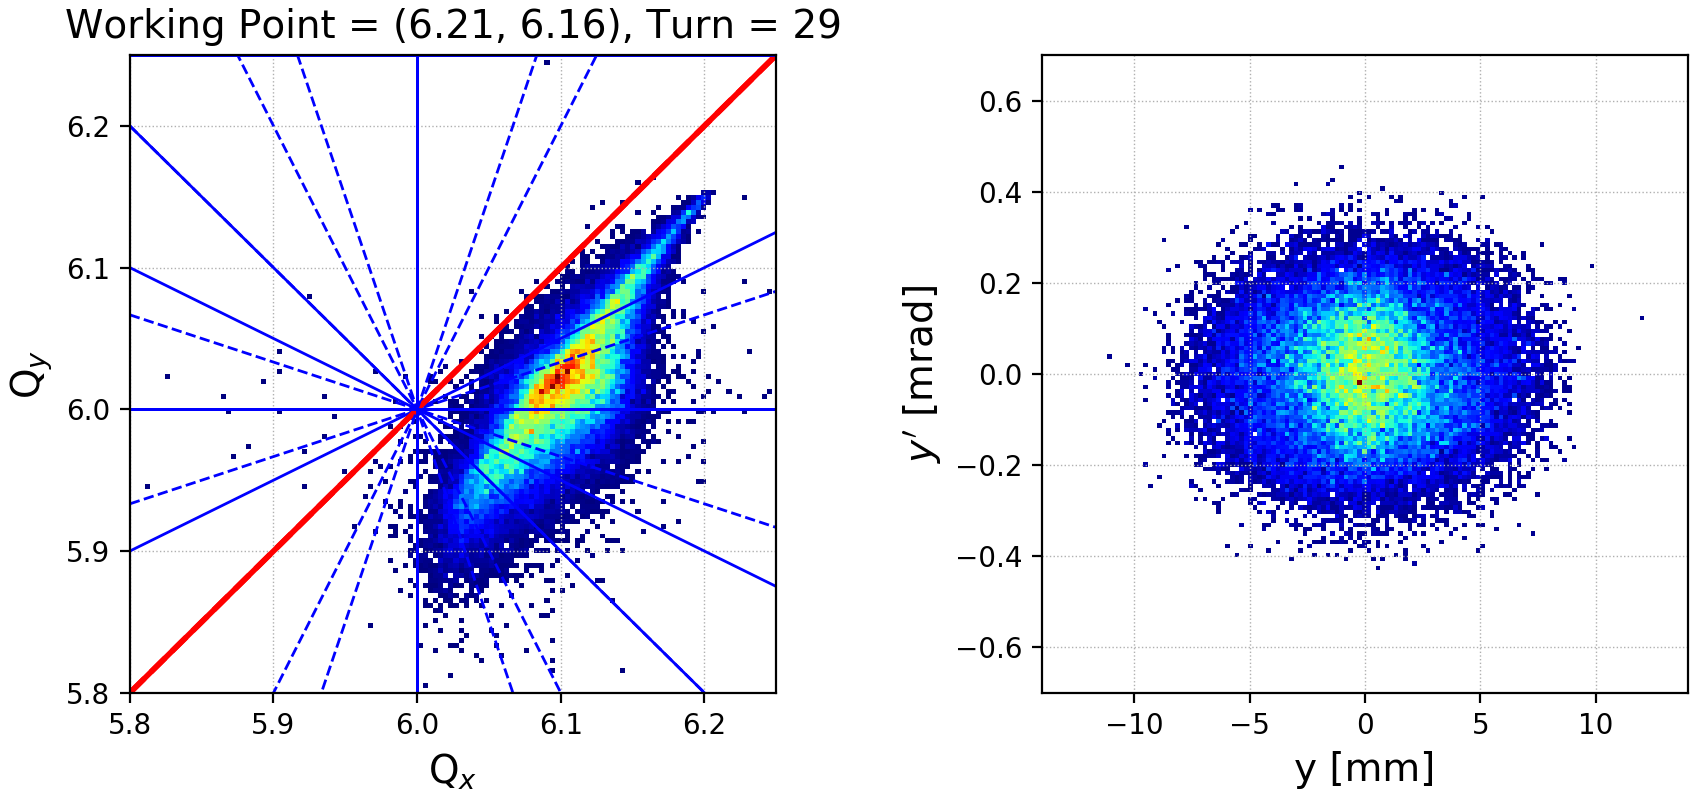 Working Point = (6.21, 6.16), Turn = 29
6.2
6.1
6.0
5.9
5.8
Q_y
5.8 5.9 6.0 6.1 6.2
Q_x
0.6
0.4
0.2
0.0
−0.2
−0.4
−0.6
y′ [mrad]
−10 −5 0 5 10
y [mm]